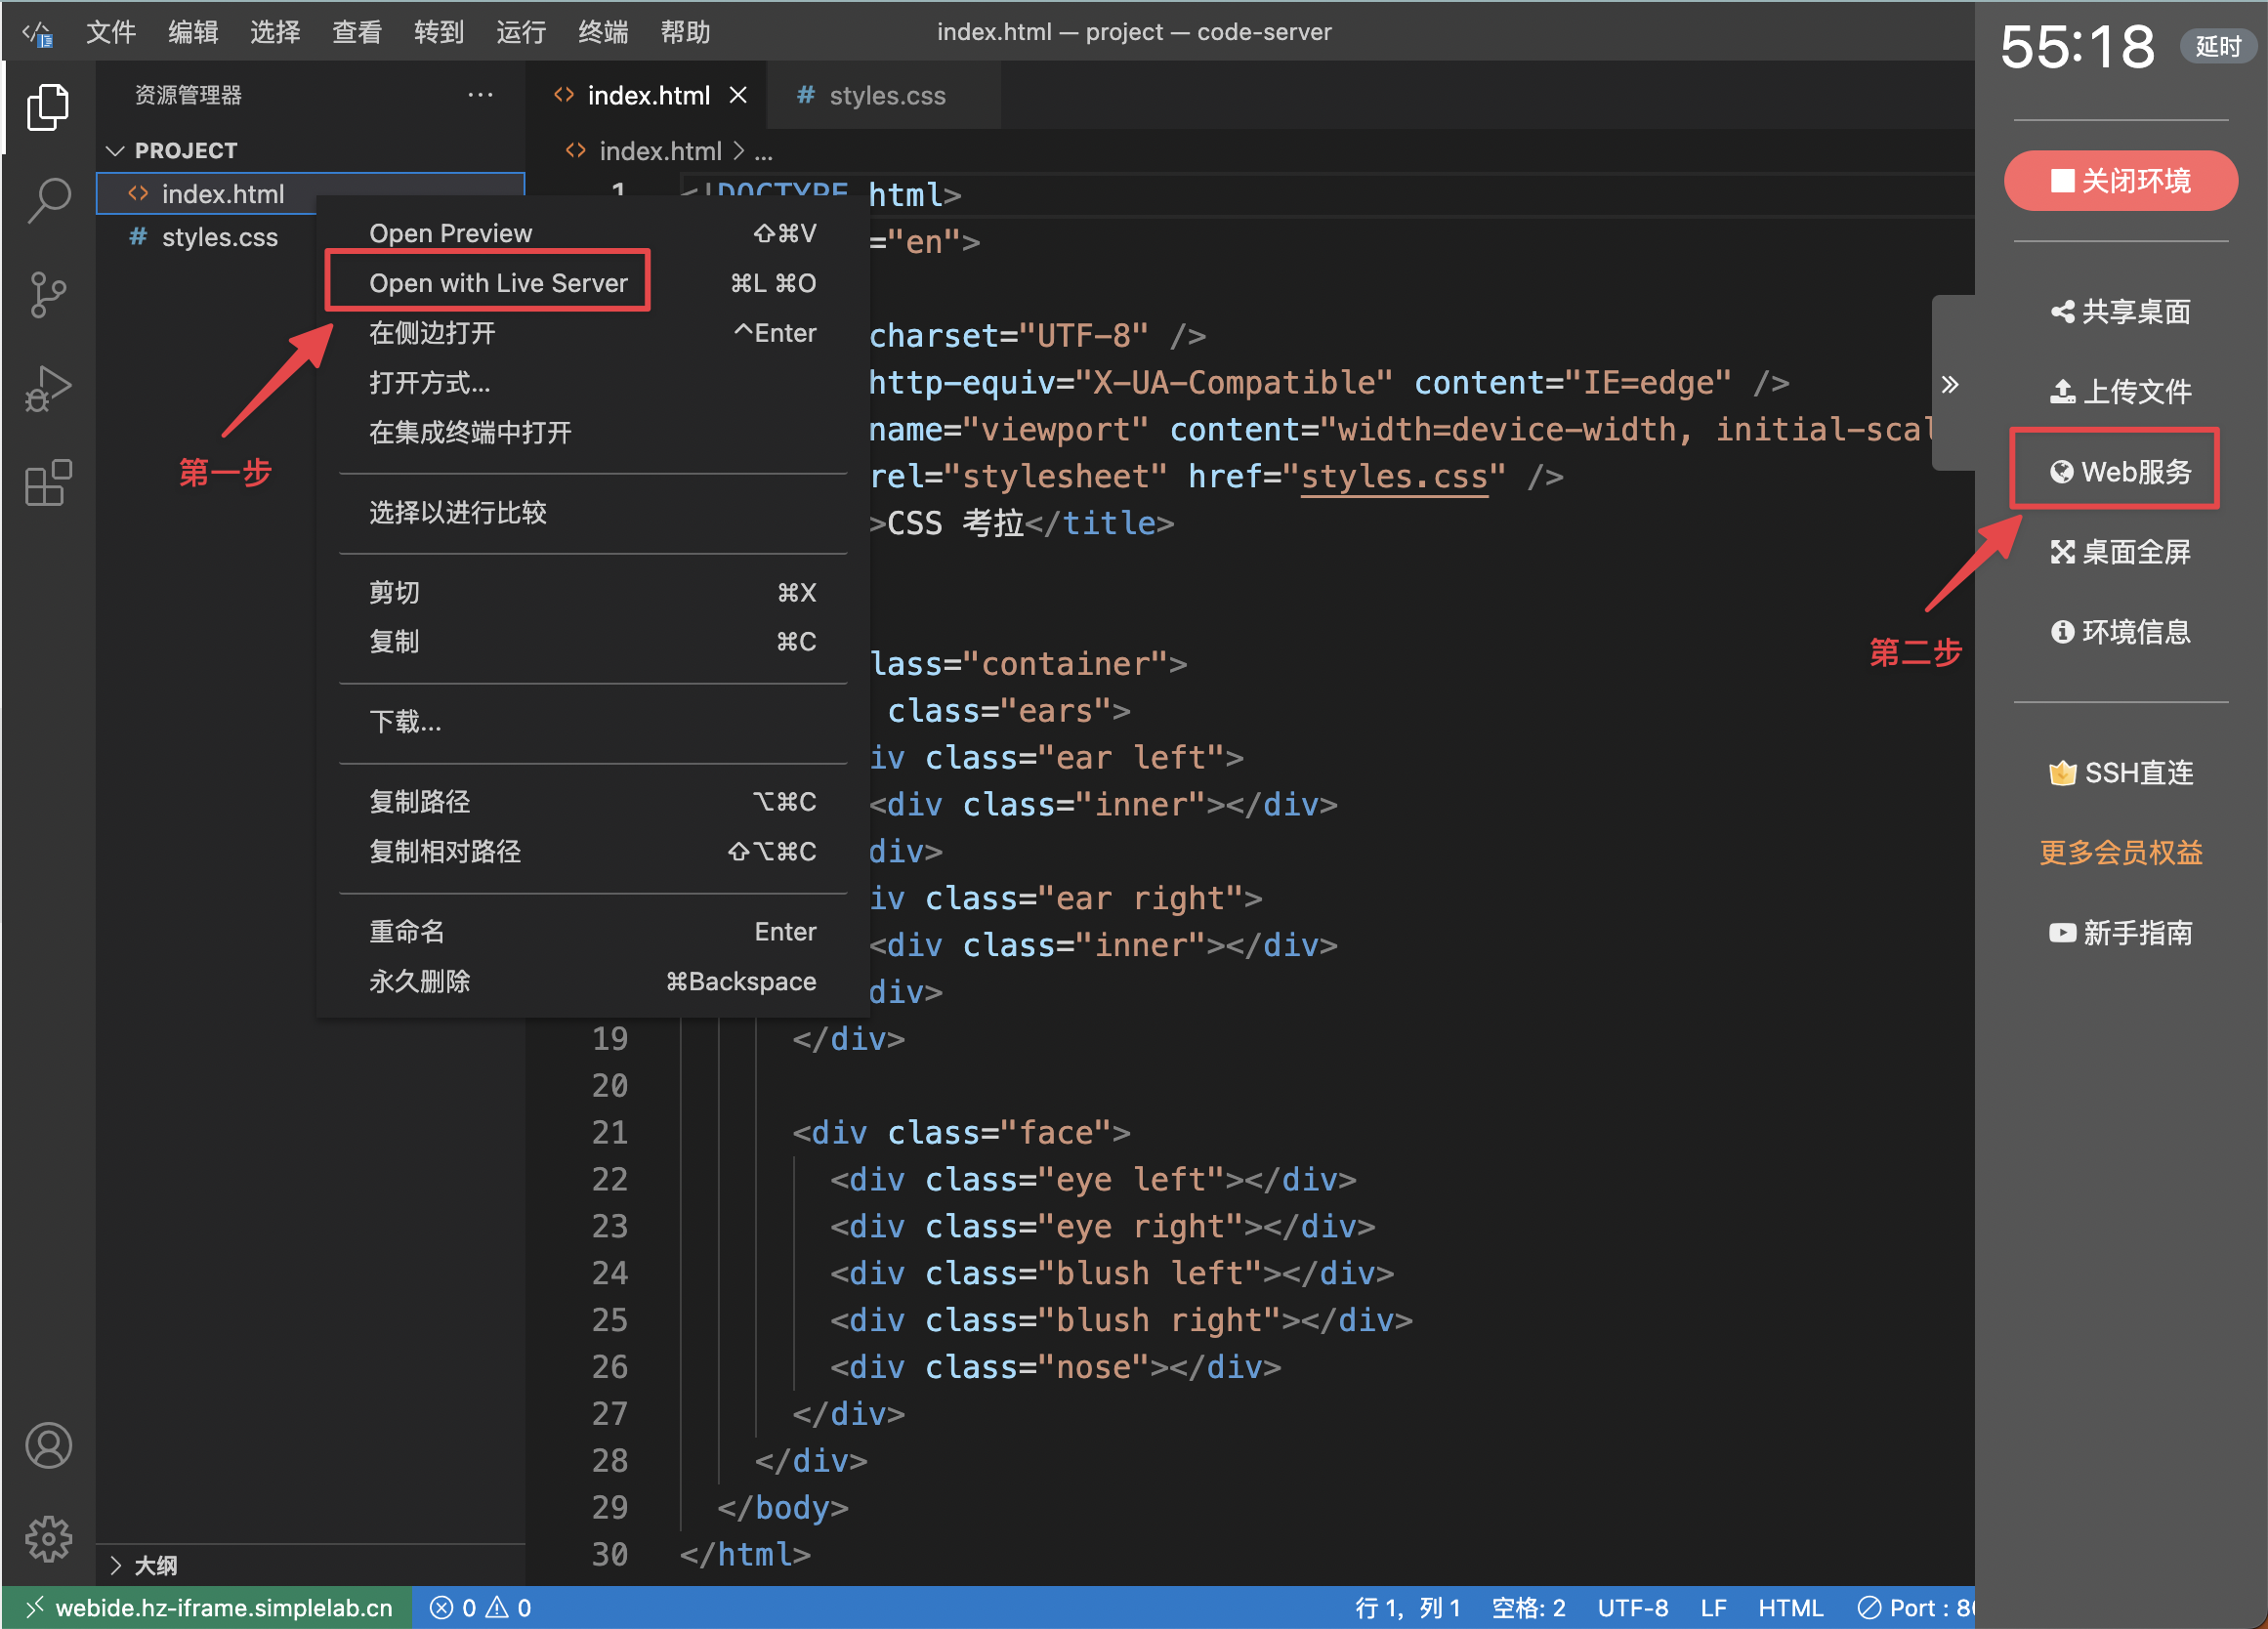 文件 编辑 选择 查看 转到 运行 终端 帮助
index.html — project — code-server
资源管理器
PROJECT
index.html
styles.css
大纲
index.html
styles.css
index.html > ...
Open Preview ⇧⌘V
Open with Live Server ⌘L ⌘O
在侧边打开 ^Enter
打开方式...
在集成终端中打开
选择以进行比较
剪切 ⌘X
复制 ⌘C
下载...
复制路径 ⌥⌘C
复制相对路径 ⇧⌥⌘C
重命名 Enter
永久删除 ⌘Backspace
第一步
1 <!DOCTYPE html>
="en">
charset="UTF-8" />
http-equiv="X-UA-Compatible" content="IE=edge" />
name="viewport" content="width=device-width, initial-scal
rel="stylesheet" href="styles.css" />
>CSS 考拉</title>
lass="container">
class="ears">
iv class="ear left">
<div class="inner"></div>
div>
iv class="ear right">
<div class="inner"></div>
div>
19 </div>
20
21 <div class="face">
22 <div class="eye left"></div>
23 <div class="eye right"></div>
24 <div class="blush left"></div>
25 <div class="blush right"></div>
26 <div class="nose"></div>
27 </div>
28 </div>
29 </body>
30 </html>
55:18 延时
关闭环境
共享桌面
上传文件
Web服务
桌面全屏
环境信息
第二步
SSH直连
更多会员权益
新手指南
webide.hz-iframe.simplelab.cn 0 0
行 1，列 1 空格: 2 UTF-8 LF HTML Port : 8